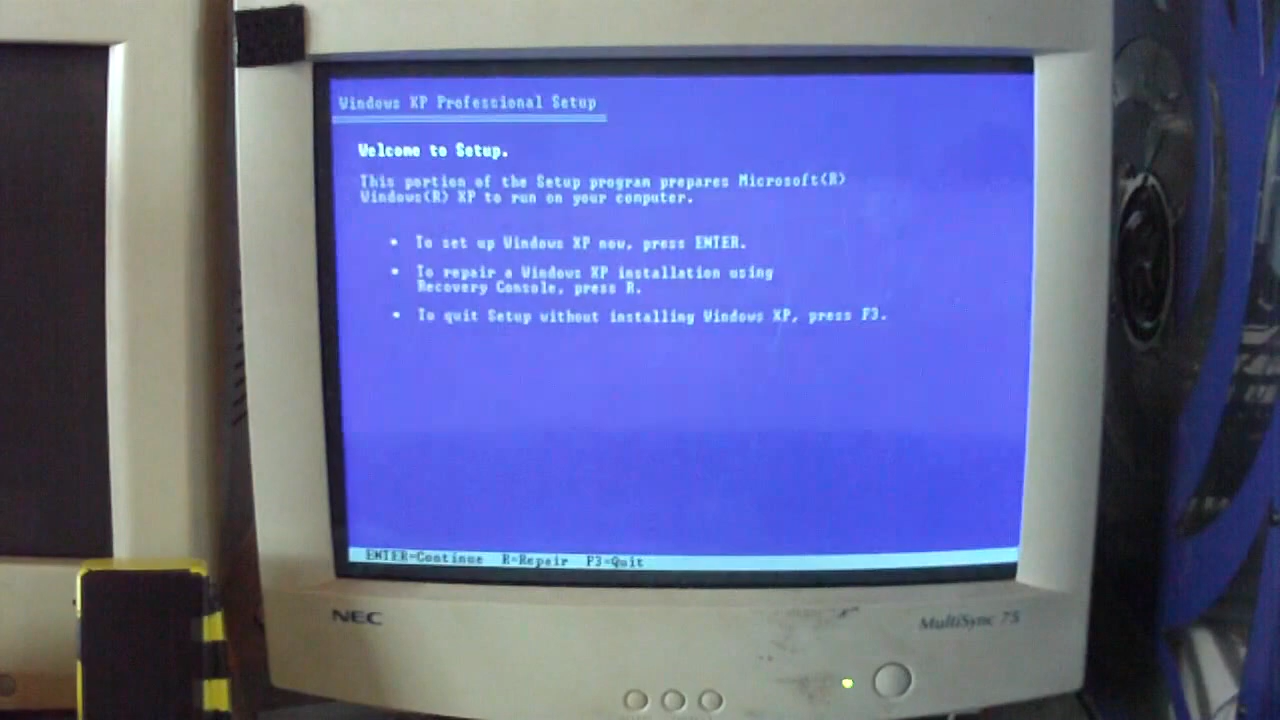 Windows XP Professional Setup
Welcome to Setup.
This portion of the Setup program prepares Microsoft(R)
Windows(R) XP to run on your computer.
• To set up Windows XP now, press ENTER.
• To repair a Windows XP installation using
Recovery Console, press R.
• To quit Setup without installing Windows XP, press F3.
ENTER=Continue R=Repair F3=Quit
NEC
MultiSync 75